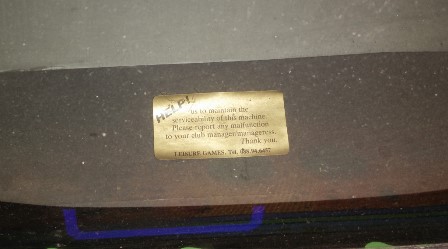 HELP! us to maintain the
serviceability of this machine
Please report any malfunction
to your club manager/manageress.
Thank you.
LEISURE GAMES. Tel.